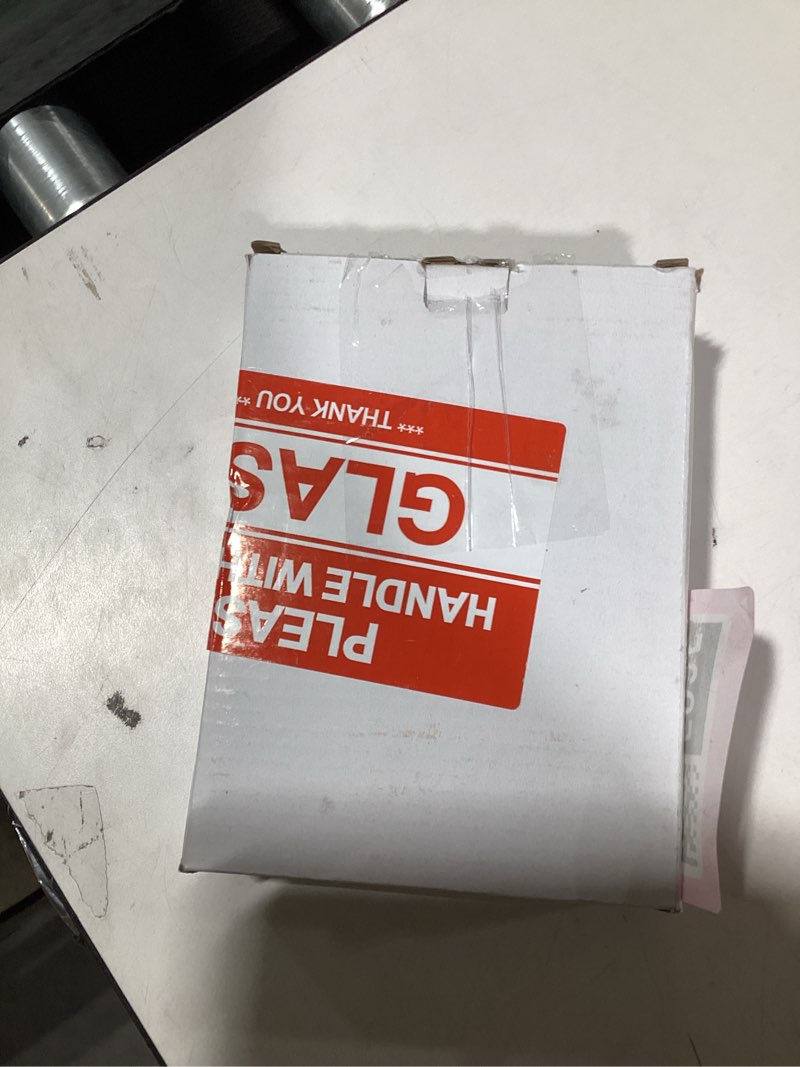 PLEAS
HANDLE WITH
GLAS
*** THANK YOU *